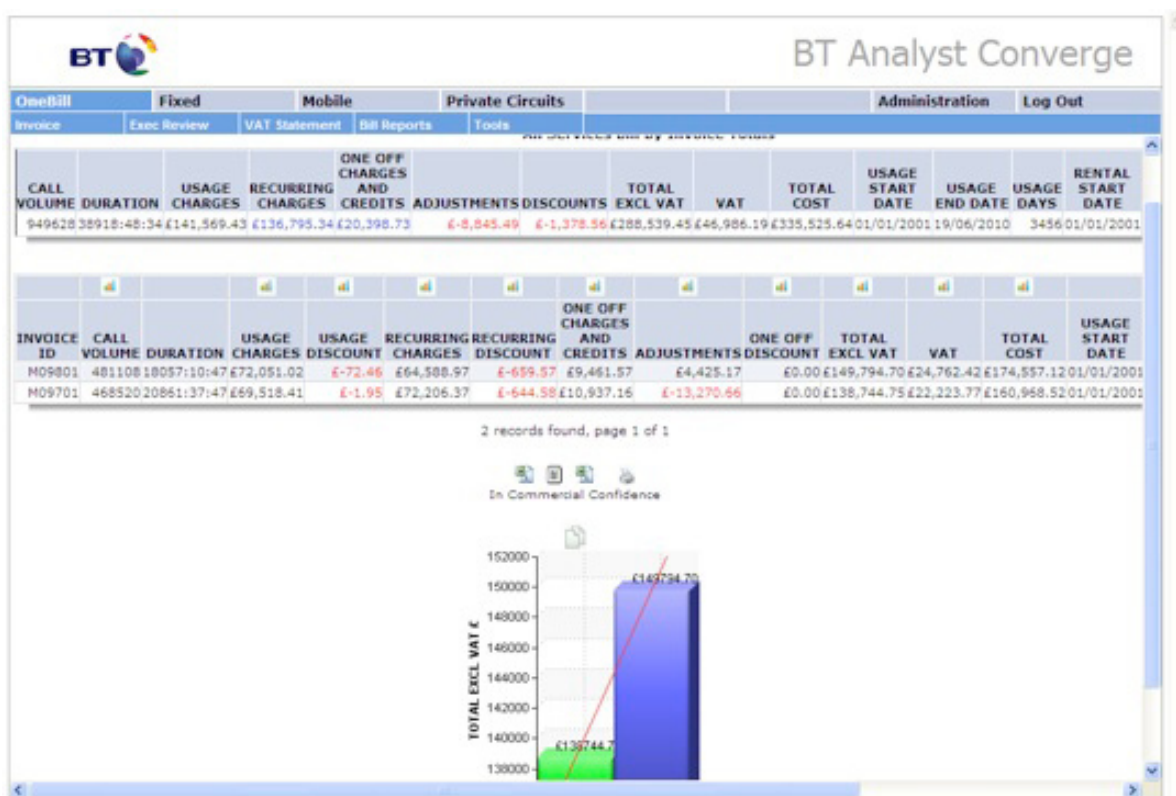 BT
BT Analyst Converge
OneBill Fixed Mobile Private Circuits Administration Log Out
Invoice Exec Review VAT Statement Bill Reports Tools
All Services Bill by Invoice Totals
CALL VOLUME DURATION USAGE CHARGES RECURRING CHARGES ONE OFF CHARGES AND CREDITS ADJUSTMENTS DISCOUNTS TOTAL EXCL VAT VAT TOTAL COST USAGE START DATE USAGE END DATE USAGE DAYS RENTAL START DATE
949628 38918:48:34 £141,569.43 £136,795.34 £20,398.73 £-8,845.49 £-1,378.56 £288,539.45 £46,986.19 £335,525.64 01/01/2001 19/06/2010 3456 01/01/2001
INVOICE ID CALL VOLUME DURATION USAGE CHARGES USAGE DISCOUNT RECURRING CHARGES RECURRING DISCOUNT ONE OFF CHARGES AND CREDITS ADJUSTMENTS ONE OFF DISCOUNT TOTAL EXCL VAT VAT TOTAL COST USAGE START DATE
M09801 481108 18057:10:47 £72,051.02 £-72.46 £64,588.97 £-659.57 £9,461.57 £4,425.17 £0.00 £149,794.70 £24,762.42 £174,557.12 01/01/2001
M09701 468520 20861:37:47 £69,518.41 £-1.95 £72,206.37 £-644.58 £10,937.16 £-13,270.66 £0.00 £138,744.75 £22,223.77 £160,968.52 01/01/2001
2 records found, page 1 of 1
In Commercial Confidence
152000
150000
148000
146000
144000
142000
140000
138000
TOTAL EXCL VAT £
£149794.70
£138744.7